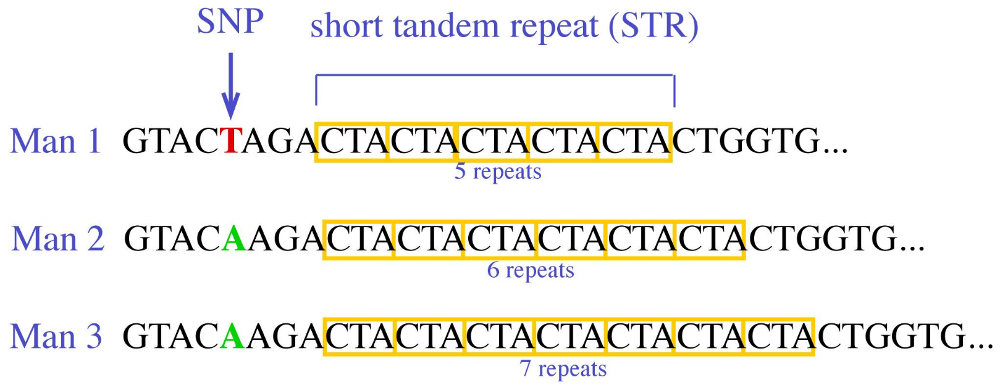 SNP short tandem repeat (STR)
Man 1 GTACTAGACTACTACTACTACTACTGGTG...
5 repeats
Man 2 GTACAAGACTACTACTACTACTACTACTGGTG...
6 repeats
Man 3 GTACAAGACTACTACTACTACTACTACTACTGGTG...
7 repeats